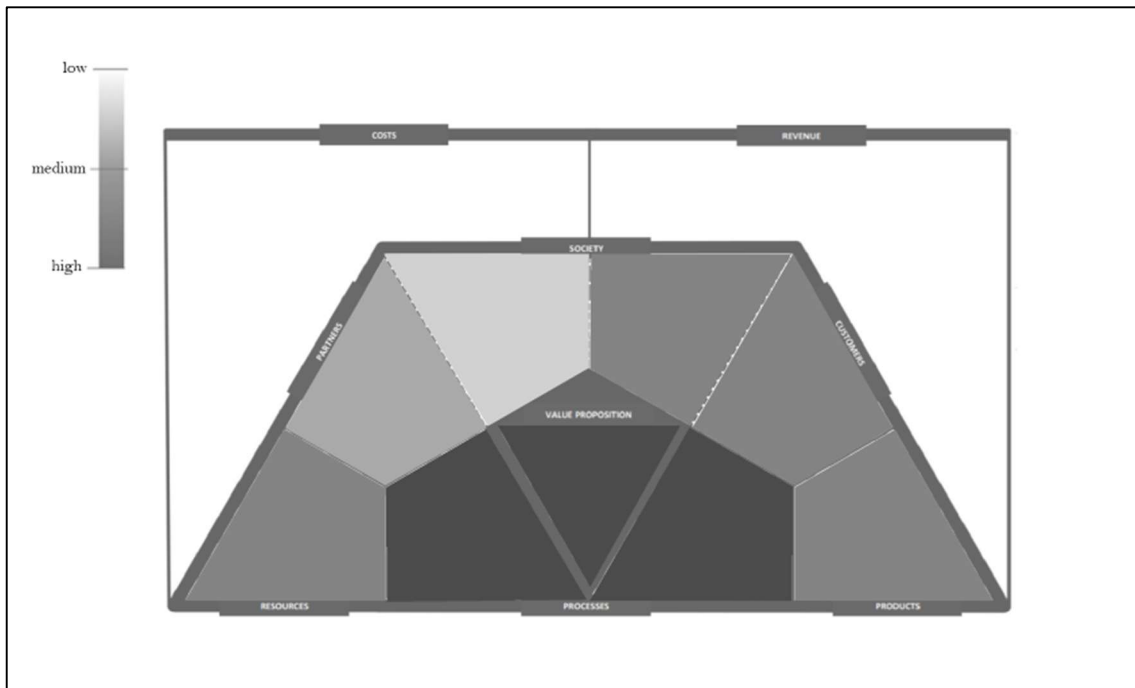 low
medium
high
COSTS
REVENUE
SOCIETY
PARTNERS
CUSTOMERS
VALUE PROPOSITION
RESOURCES
PROCESSES
PRODUCTS